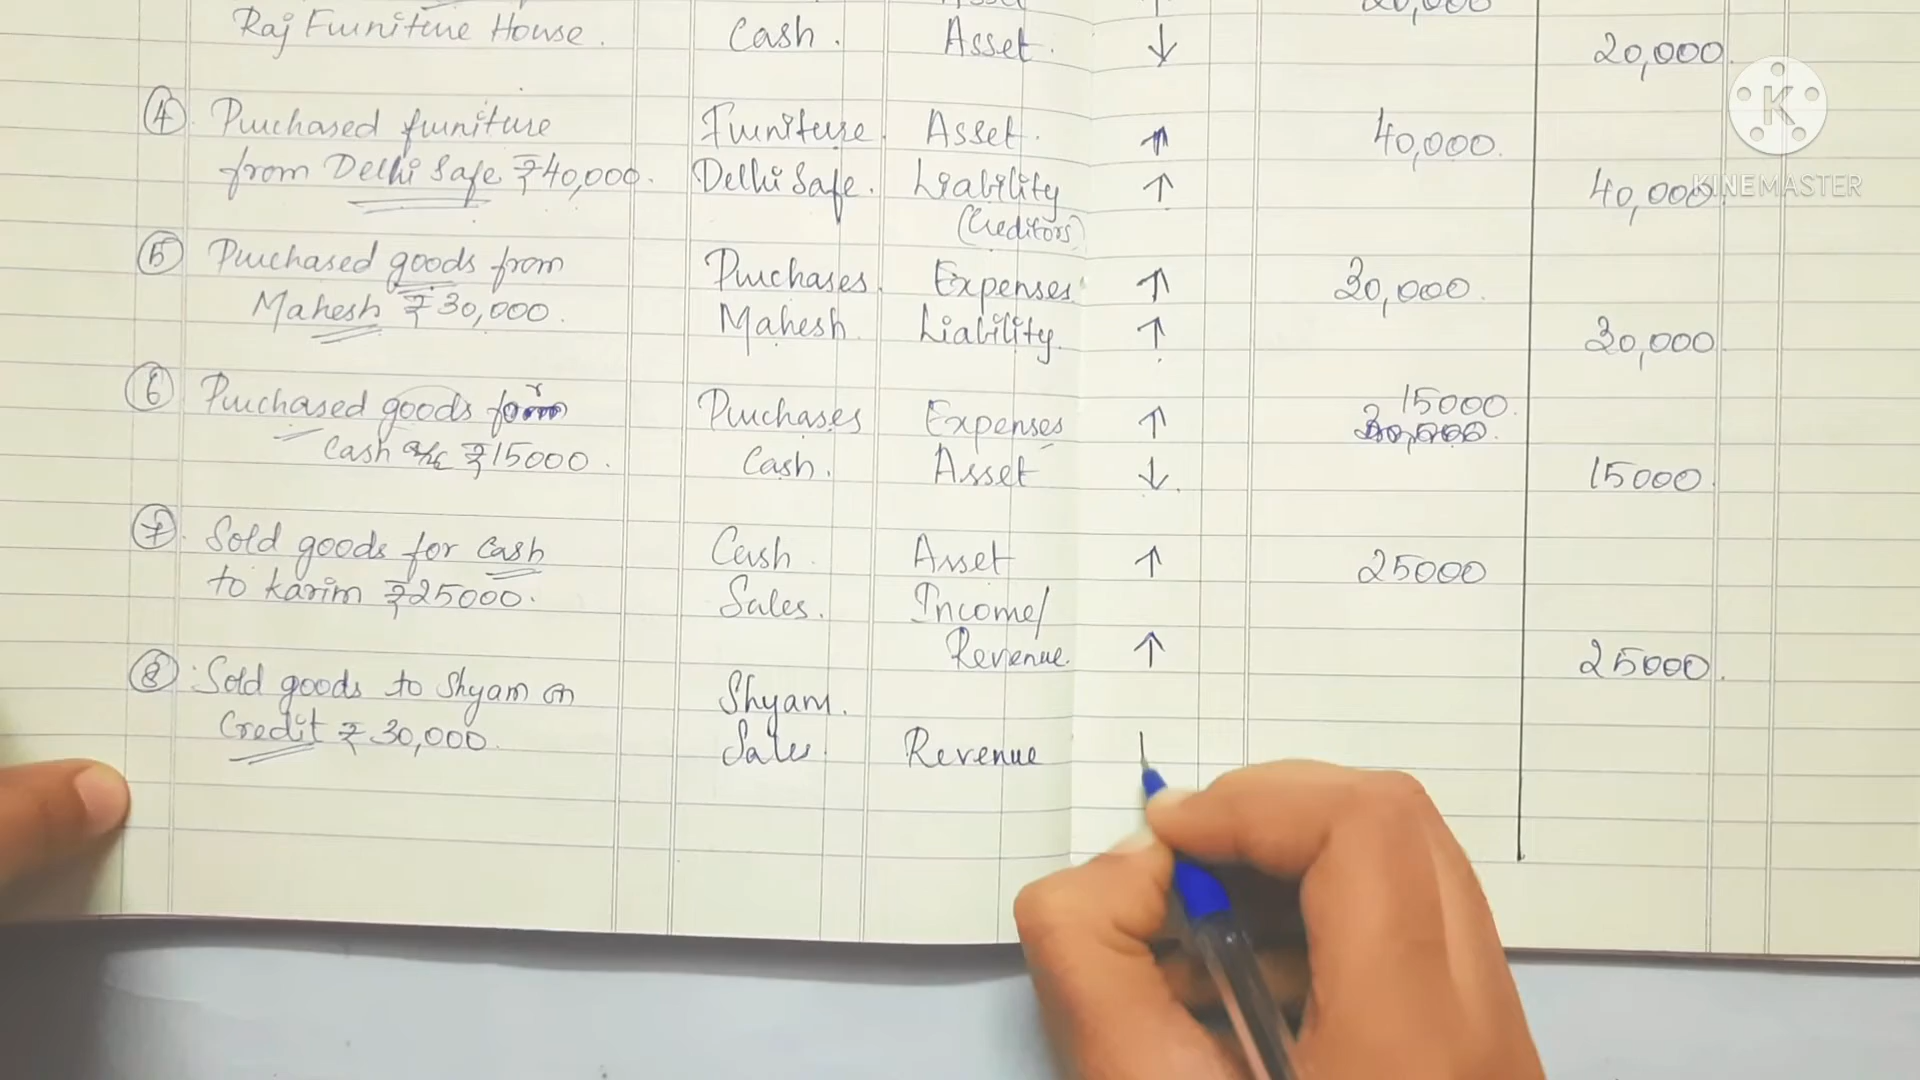 20,000
Raj Furniture House. Cash. Asset. ↓ 20,000
④ Purchased furniture Furniture Asset. ↑ 40,000.
from Delhi Safe ₹40,000. Delhi Safe. Liability ↑ 40,000
(Creditors)
⑤ Purchased goods from Purchases Expenses ↑ 30,000.
Mahesh ₹30,000. Mahesh Liability. ↑ 30,000
15000.
⑥ Purchased goods for Purchases Expenses ↑
Cash ₹15000. Cash. Asset ↓ 15000.
⑦ Sold goods for Cash Cash Asset ↑ 25000
to Karim ₹25000. Sales. Income/
Revenue. ↑ 25000.
⑧ Sold goods to Shyam on Shyam.
Credit ₹30,000. Sales Revenue
K
KINEMASTER